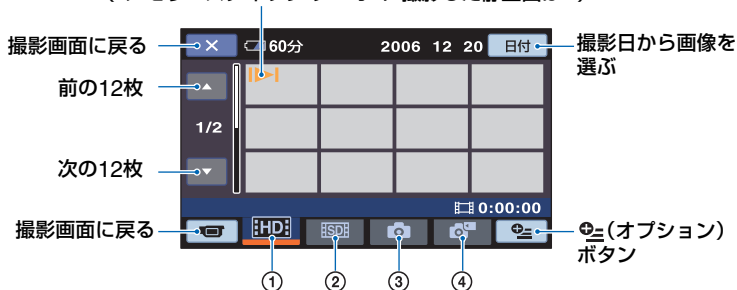 撮影画面に戻る
60分
2006 12 20
日付
撮影日から画像を
選ぶ
前の12枚
1/2
次の12枚
0:00:00
撮影画面に戻る
HD
SD
(オプション)
ボタン
① ② ③ ④